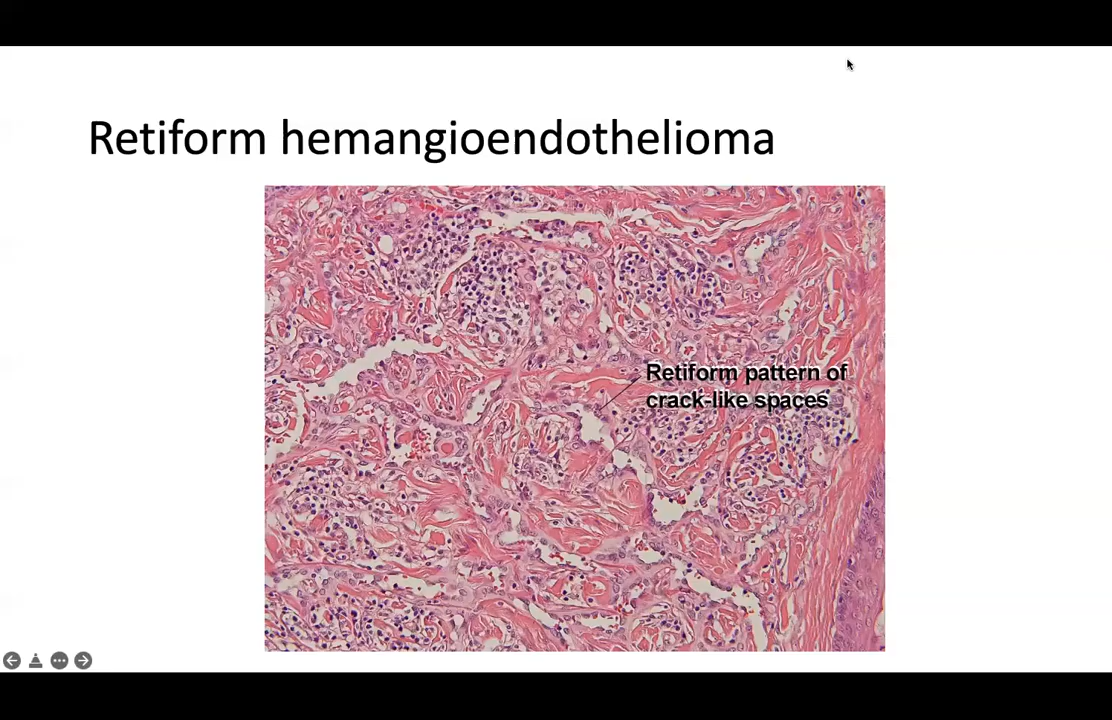 Retiform hemangioendothelioma
Retiform pattern of
crack-like spaces